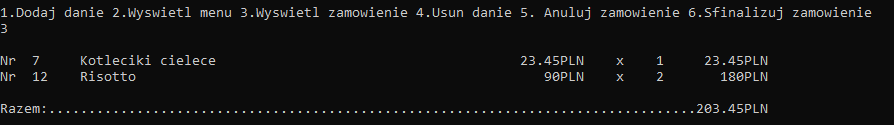 1.Dodaj danie 2.Wyswietl menu 3.Wyswietl zamowienie 4.Usun danie 5. Anuluj zamowienie 6.Sfinalizuj zamowienie
3
Nr 7 Kotleciki cielece 23.45PLN x 1 23.45PLN
Nr 12 Risotto 90PLN x 2 180PLN
Razem:.................................................................................203.45PLN